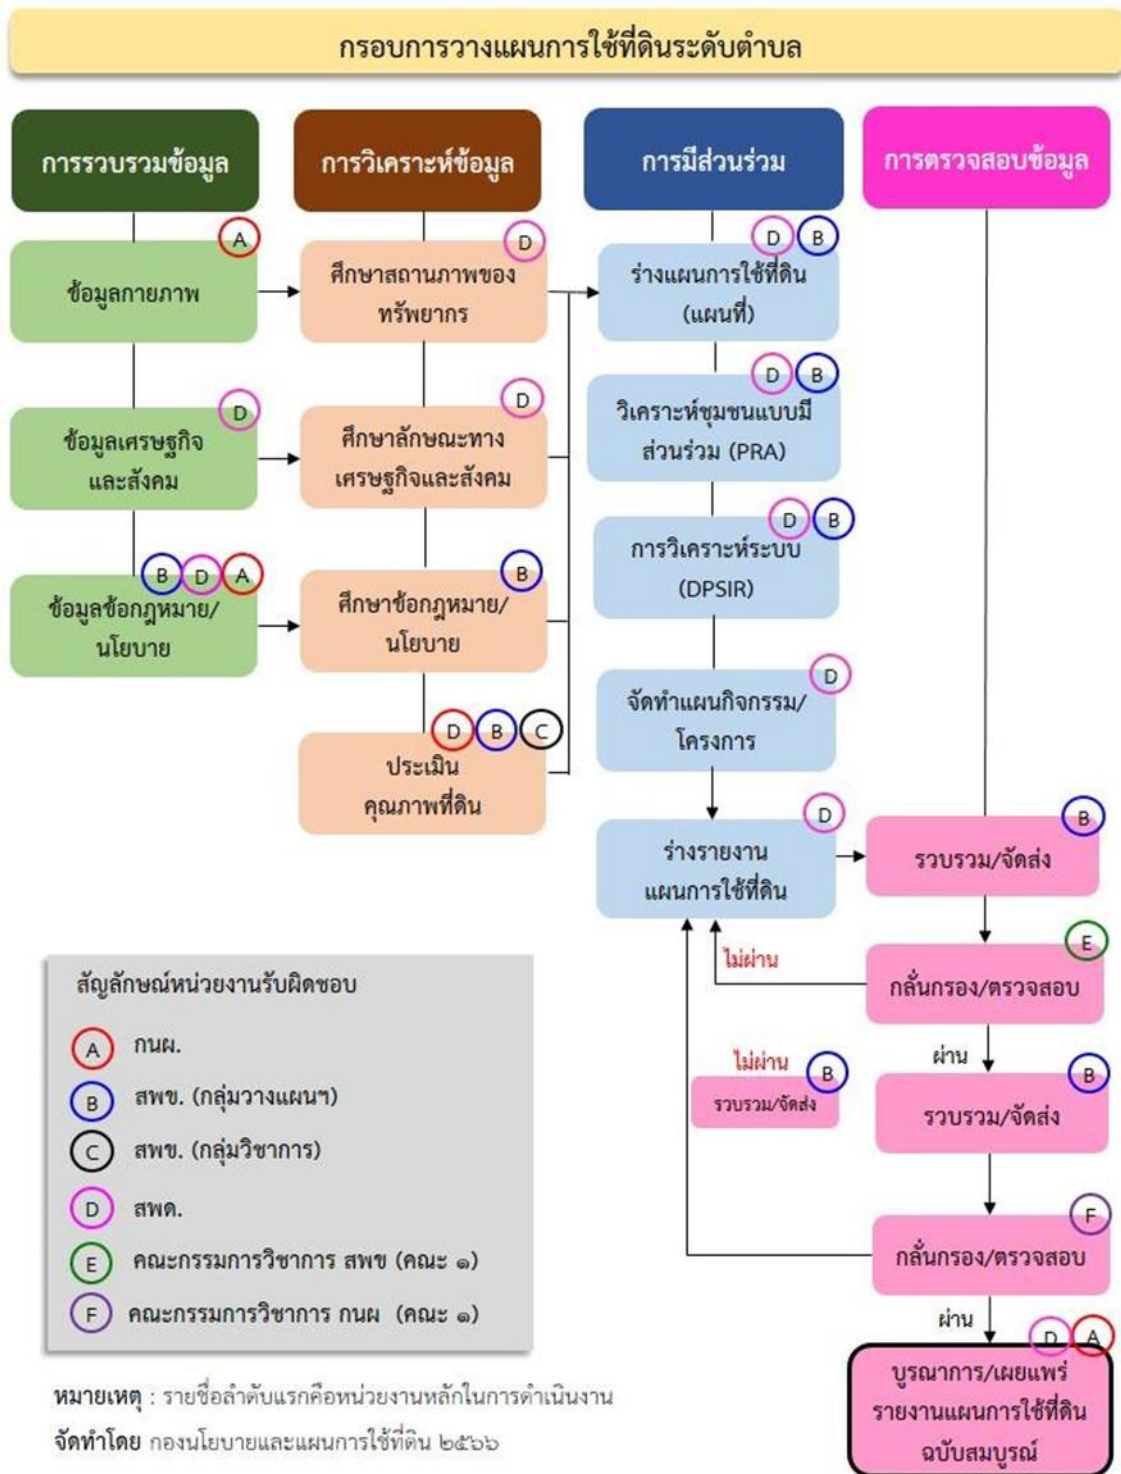 กรอบการวางแผนการใช้ที่ดินระดับตำบล
การรวบรวมข้อมูล
การวิเคราะห์ข้อมูล
การมีส่วนร่วม
การตรวจสอบข้อมูล
A
ข้อมูลกายภาพ
D
ข้อมูลเศรษฐกิจ
และสังคม
B D A
ข้อมูลข้อกฎหมาย/
นโยบาย
D
ศึกษาสถานภาพของ
ทรัพยากร
D
ศึกษาลักษณะทาง
เศรษฐกิจและสังคม
B
ศึกษาข้อกฎหมาย/
นโยบาย
D B C
ประเมิน
คุณภาพที่ดิน
D B
ร่างแผนการใช้ที่ดิน
(แผนที่)
D B
วิเคราะห์ชุมชนแบบมี
ส่วนร่วม (PRA)
D B
การวิเคราะห์ระบบ
(DPSIR)
D
จัดทำแผนกิจกรรม/
โครงการ
D
ร่างรายงาน
แผนการใช้ที่ดิน
B
รวบรวม/จัดส่ง
E
กลั่นกรอง/ตรวจสอบ
ไม่ผ่าน
ผ่าน
B
รวบรวม/จัดส่ง
ไม่ผ่าน
B
รวบรวม/จัดส่ง
F
กลั่นกรอง/ตรวจสอบ
ผ่าน
D A
บูรณาการ/เผยแพร่
รายงานแผนการใช้ที่ดิน
ฉบับสมบูรณ์
สัญลักษณ์หน่วยงานรับผิดชอบ
A กนผ.
B สพข. (กลุ่มวางแผนฯ)
C สพข. (กลุ่มวิชาการ)
D สพด.
E คณะกรรมการวิชาการ สพข (คณะ ๑)
F คณะกรรมการวิชาการ กนผ (คณะ ๑)
หมายเหตุ : รายชื่อลำดับแรกคือหน่วยงานหลักในการดำเนินงาน
จัดทำโดย กองนโยบายและแผนการใช้ที่ดิน ๒๕๖๖